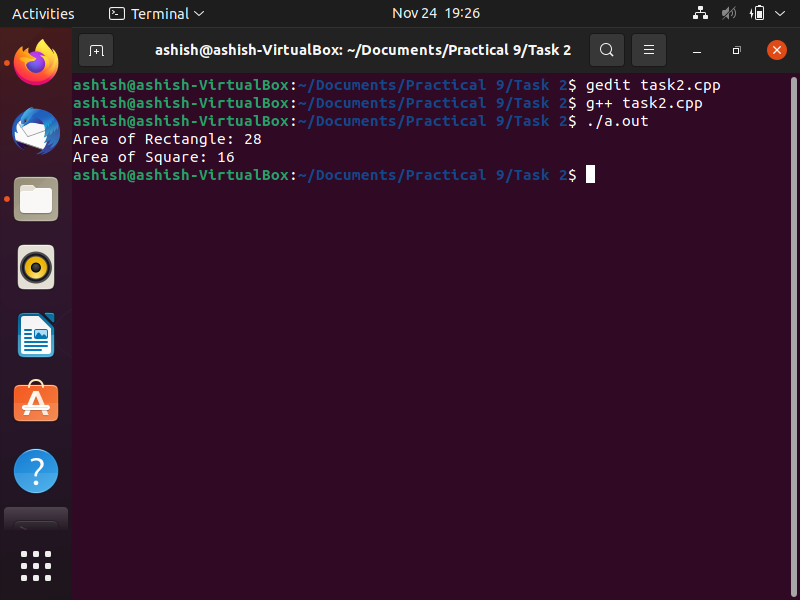 Activities Terminal Nov 24 19:26
ashish@ashish-VirtualBox: ~/Documents/Practical 9/Task 2
ashish@ashish-VirtualBox:~/Documents/Practical 9/Task 2$ gedit task2.cpp
ashish@ashish-VirtualBox:~/Documents/Practical 9/Task 2$ g++ task2.cpp
ashish@ashish-VirtualBox:~/Documents/Practical 9/Task 2$ ./a.out
Area of Rectangle: 28
Area of Square: 16
ashish@ashish-VirtualBox:~/Documents/Practical 9/Task 2$